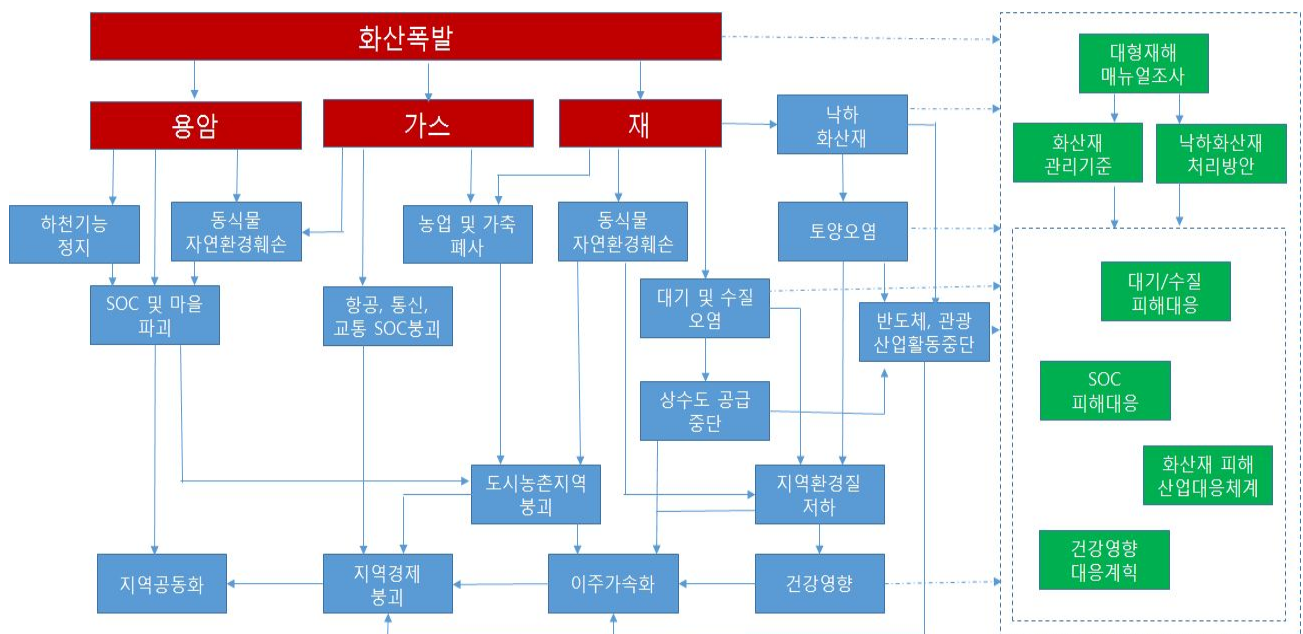 화산폭발
용암
가스
재
낙하
화산재
하천기능
정지
동식물
자연환경훼손
농업 및 가축
폐사
동식물
자연환경훼손
토양오염
SOC 및 마을
파괴
항공, 통신,
교통 SOC붕괴
대기 및 수질
오염
반도체, 관광
산업활동중단
상수도 공급
중단
도시농촌지역
붕괴
지역환경질
저하
지역공동화
지역경제
붕괴
이주가속화
건강영향
대형재해
매뉴얼조사
화산재
관리기준
낙하화산재
처리방안
대기/수질
피해대응
SOC
피해대응
화산재 피해
산업대응체계
건강영향
대응계획